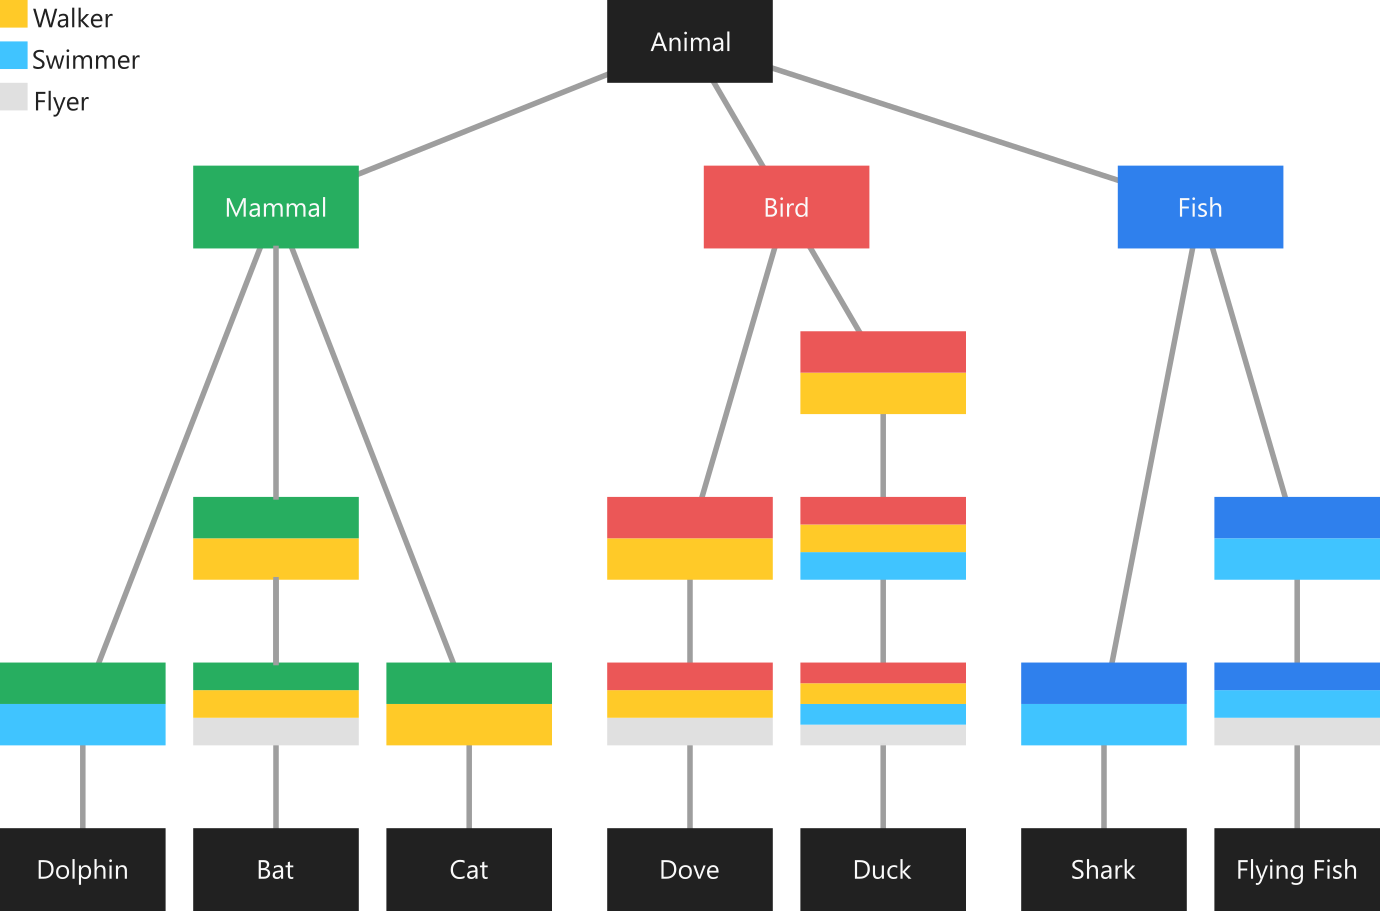 Walker
Swimmer
Flyer
Animal
Mammal
Bird
Fish
Dolphin
Bat
Cat
Dove
Duck
Shark
Flying Fish